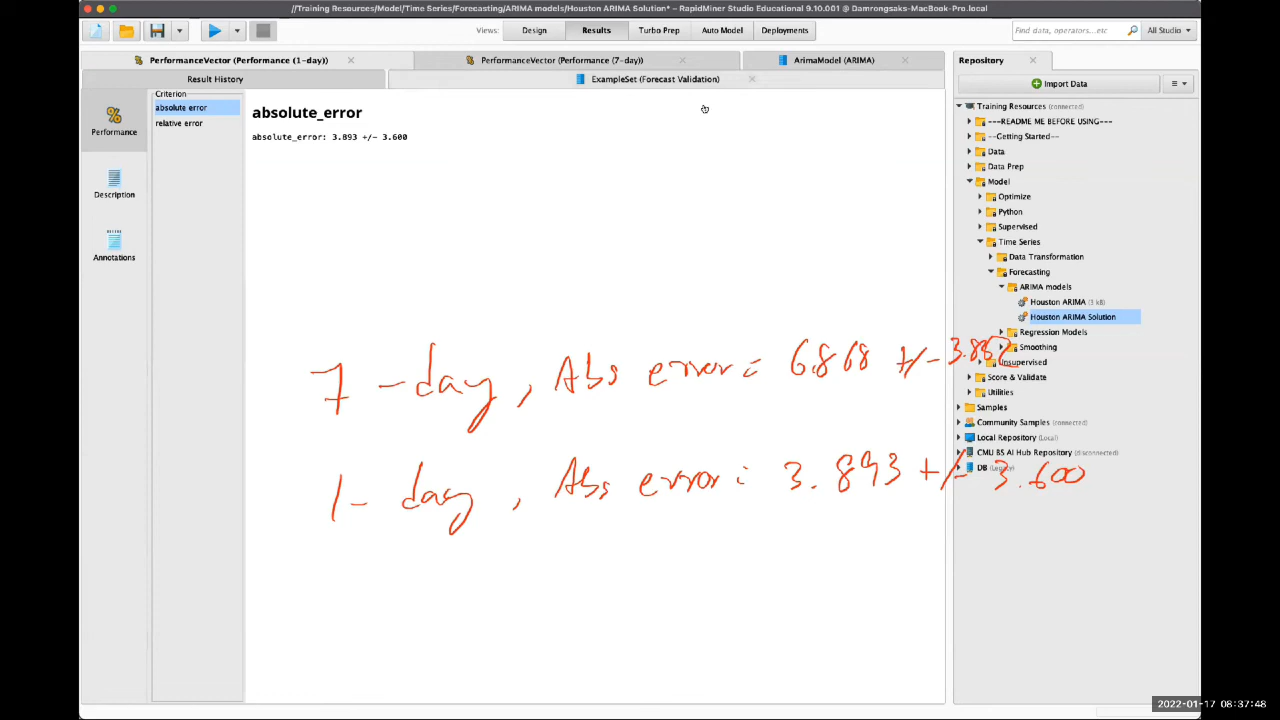 //Training Resources/Model/Time Series/Forecasting/ARIMA models/Houston ARIMA Solution* – RapidMiner Studio Educational 9.10.001 @ Damrongsaks-MacBook-Pro.local
Views: Design Results Turbo Prep Auto Model Deployments
Find data, operators...etc All Studio
PerformanceVector (Performance (1-day)) PerformanceVector (Performance (7-day)) ArimaModel (ARIMA)
Result History ExampleSet (Forecast Validation)
Criterion
absolute error
relative error
Performance
Description
Annotations
absolute_error
absolute_error: 3.893 +/- 3.600
7-day, Abs error: 6.868 +/- 3.887
1-day, Abs error: 3.893 +/- 3.600
Repository
Import Data
Training Resources (connected)
---README ME BEFORE USING---
--Getting Started--
Data
Data Prep
Model
Optimize
Python
Supervised
Time Series
Data Transformation
Forecasting
ARIMA models
Houston ARIMA (3 kB)
Houston ARIMA Solution
Regression Models
Smoothing
Unsupervised
Score & Validate
Utilities
Samples
Community Samples (connected)
Local Repository (Local)
CMU BS AI Hub Repository (disconnected)
DB (Legacy)
2022-01-17 08:37:48